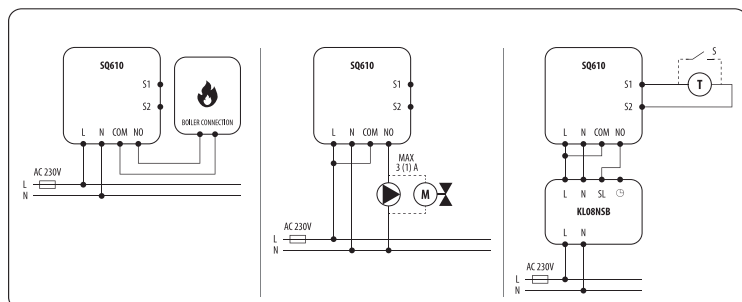 SQ610
S1
S2
BOILER CONNECTION
L N COM NO
AC 230V
L
N
SQ610
S1
S2
L N COM NO
MAX
3 (1) A
M
AC 230V
L
N
SQ610
S1
S2
S
T
L N COM NO
L N SL
KL08NSB
L N
AC 230V
L
N